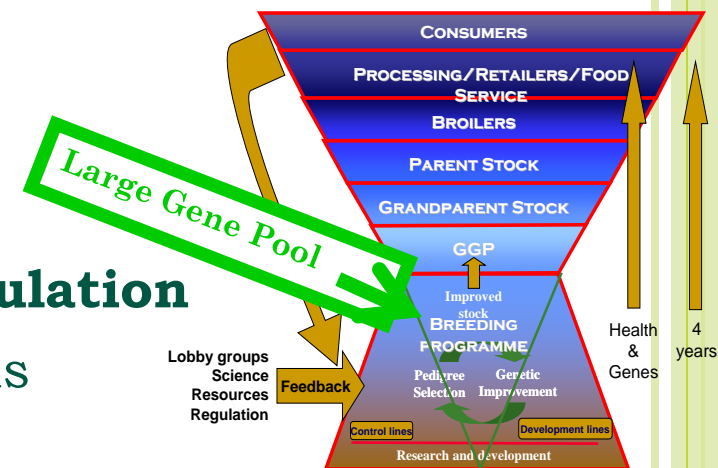 CONSUMERS
PROCESSING/RETAILERS/FOOD
SERVICE
BROILERS
PARENT STOCK
GRANDPARENT STOCK
GGP
Large Gene Pool
Improved
stock
BREEDING
PROGRAMME
Pedigree
Selection
Genetic
Improvement
Control lines
Development lines
Research and development
ulation
s
Lobby groups
Science
Resources
Regulation
Feedback
Health
&
Genes
4
years